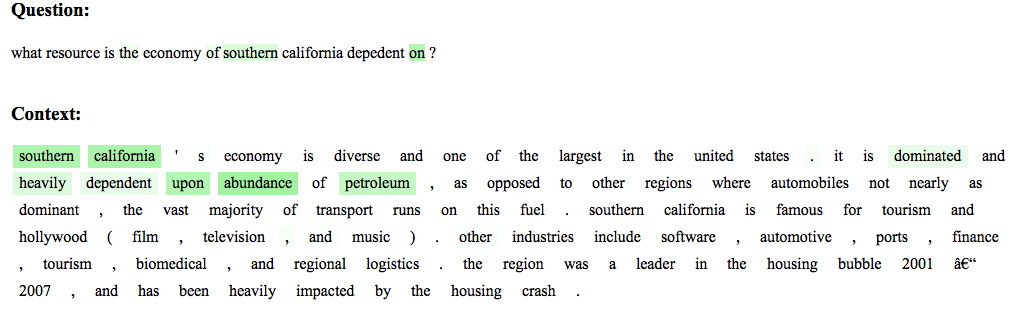 Question:
what resource is the economy of southern california depedent on ?
Context:
southern california ' s economy is diverse and one of the largest in the united states . it is dominated and
heavily dependent upon abundance of petroleum , as opposed to other regions where automobiles not nearly as
dominant , the vast majority of transport runs on this fuel . southern california is famous for tourism and
hollywood ( film , television , and music ) . other industries include software , automotive , ports , finance
, tourism , biomedical , and regional logistics . the region was a leader in the housing bubble 2001 â€“
2007 , and has been heavily impacted by the housing crash .